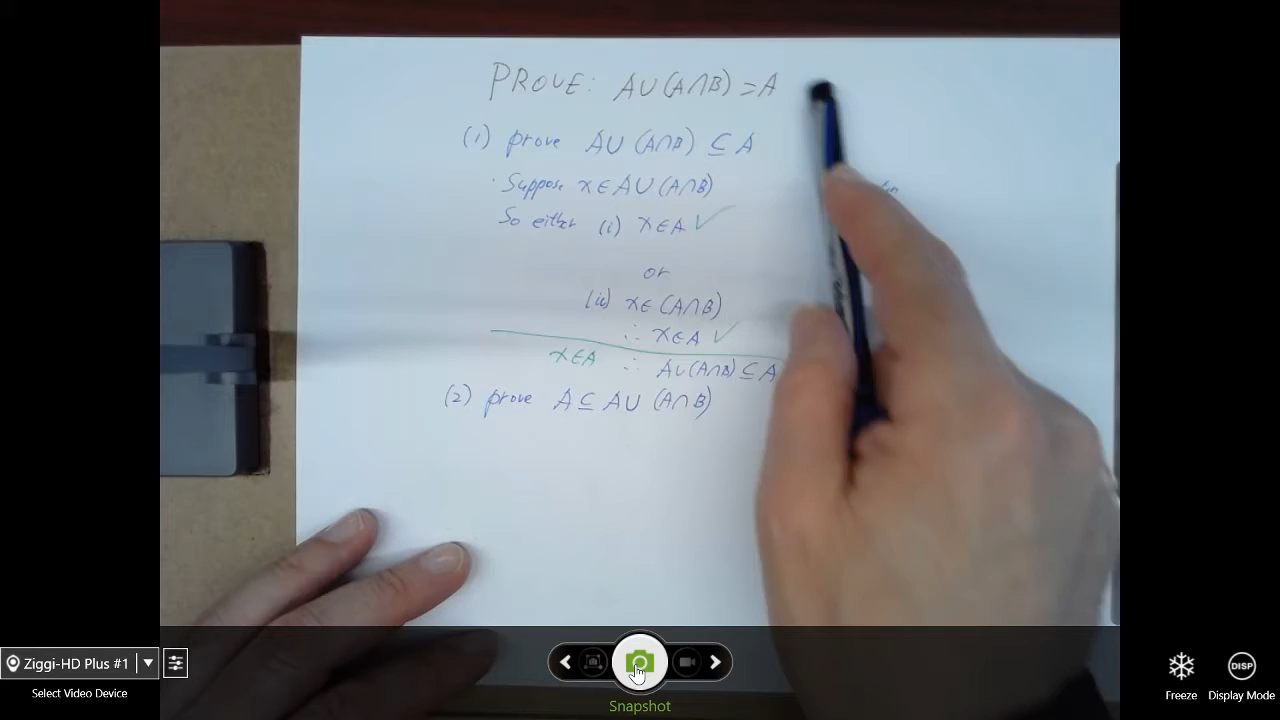 PROVE: A∪(A∩B) = A
(1) prove A∪(A∩B) ⊆ A
· Suppose x∈A∪(A∩B)
So either (i) x∈A ✓
or
(ii) x∈(A∩B)
∴ x∈A ✓
x∈A ∴ A∪(A∩B)⊆A
(2) prove A⊆A∪(A∩B)
Ziggi-HD Plus #1
Select Video Device
Snapshot
Freeze
DISP
Display Mode